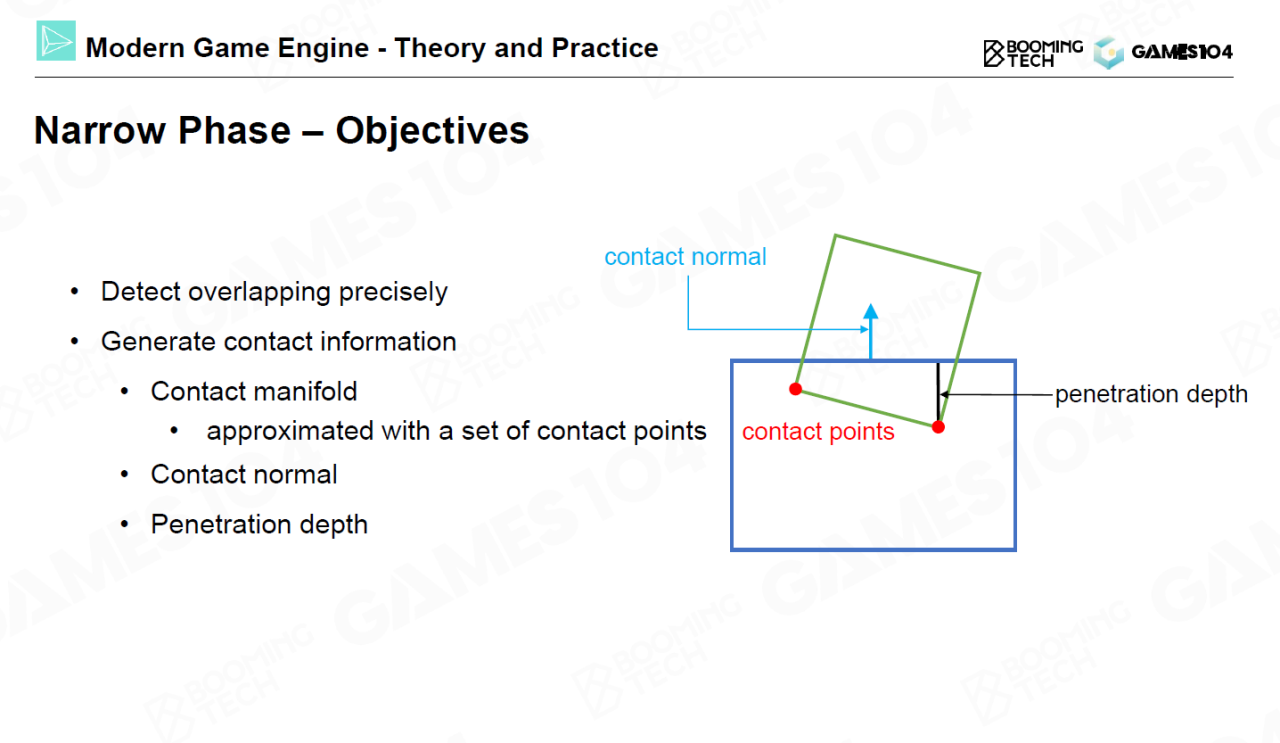 Modern Game Engine - Theory and Practice
BOOMING
TECH
GAMES104
Narrow Phase – Objectives
• Detect overlapping precisely
• Generate contact information
• Contact manifold
• approximated with a set of contact points
• Contact normal
• Penetration depth
contact normal
penetration depth
contact points